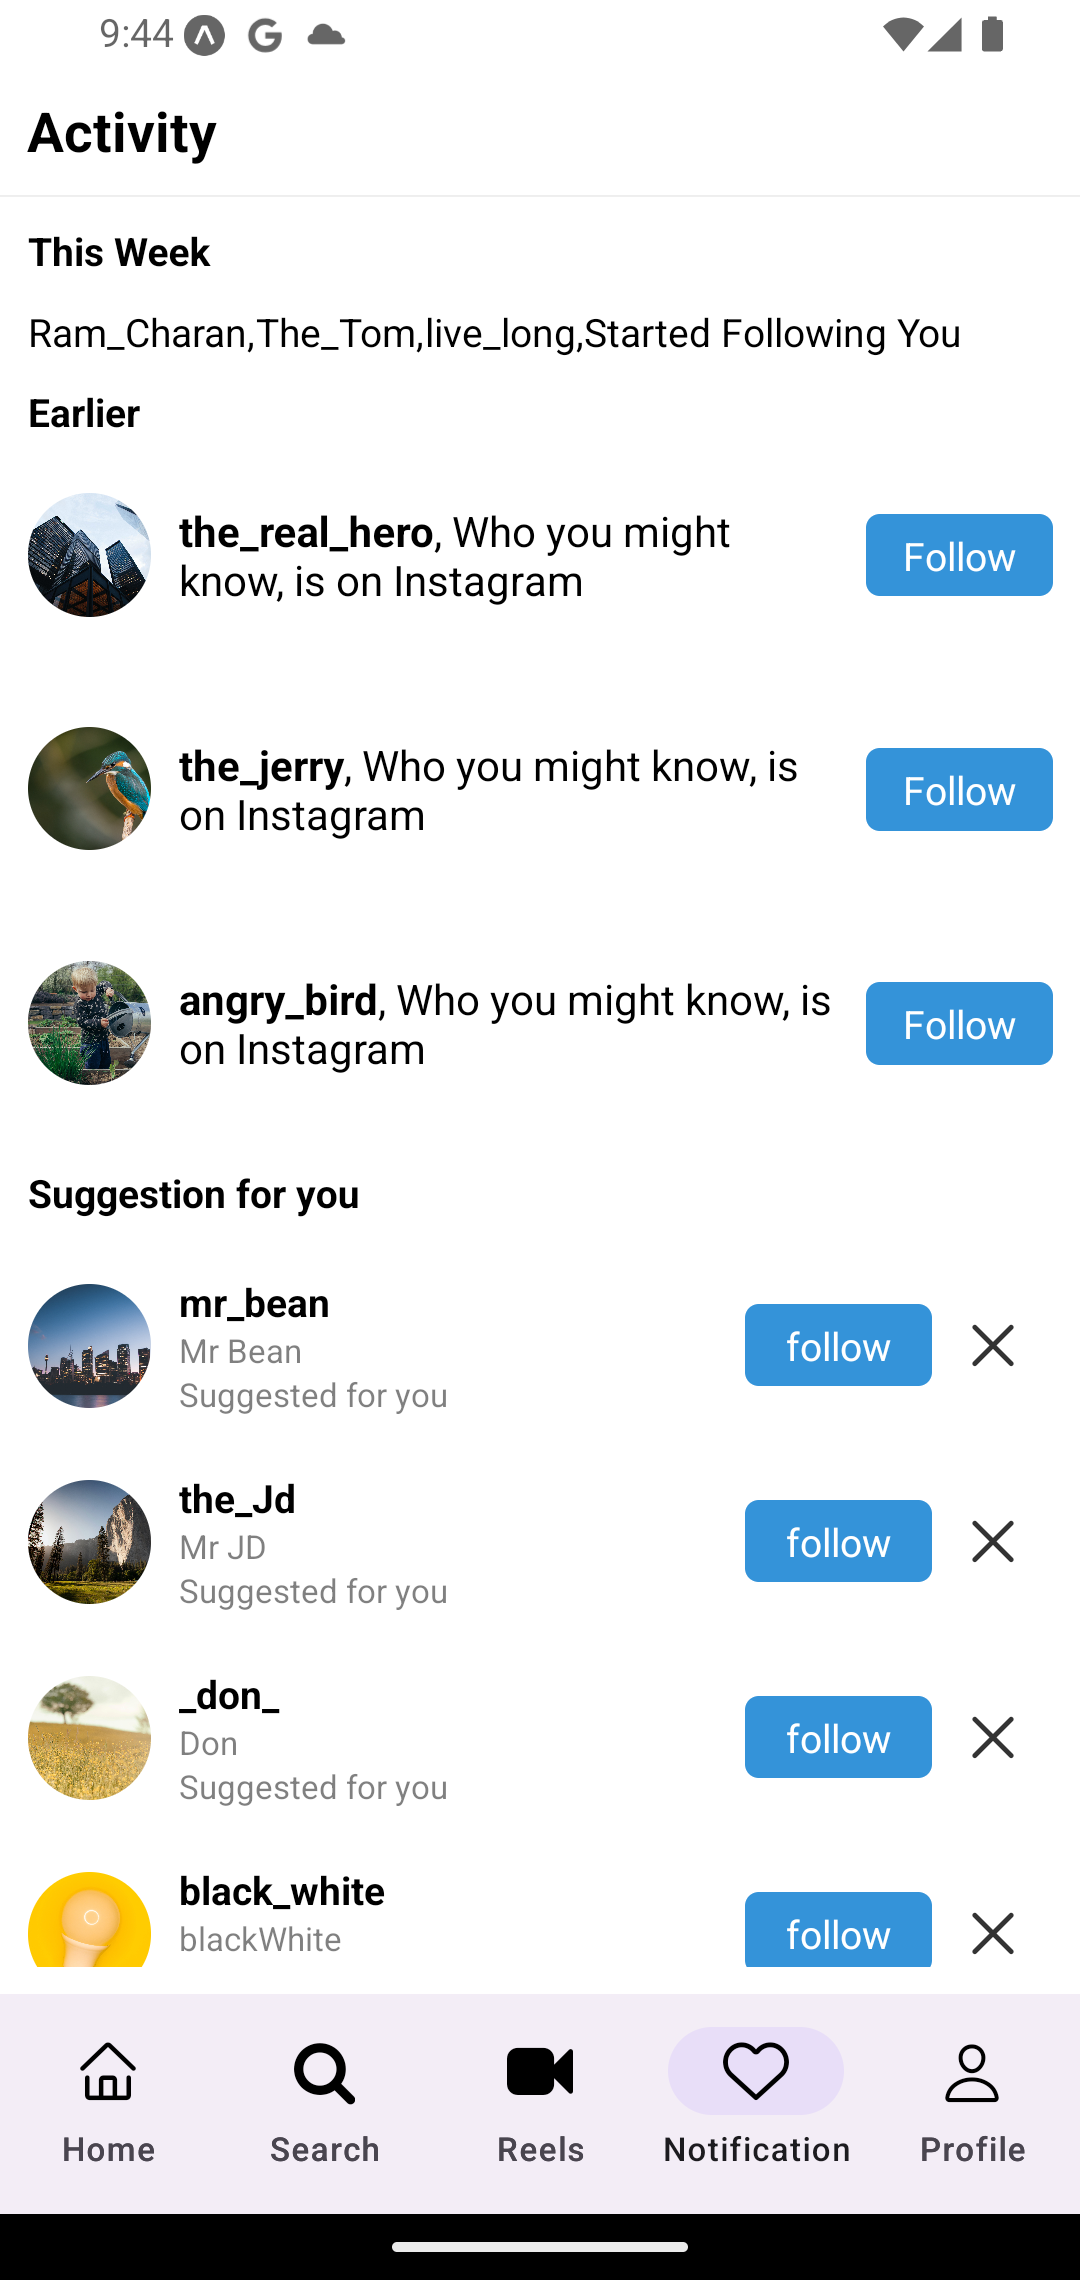 9:44
Activity
This Week
Ram_Charan,The_Tom,live_long,Started Following You
Earlier
the_real_hero, Who you might
know, is on Instagram
Follow
the_jerry, Who you might know, is
on Instagram
Follow
angry_bird, Who you might know, is
on Instagram
Follow
Suggestion for you
mr_bean
Mr Bean
Suggested for you
follow
the_Jd
Mr JD
Suggested for you
follow
_don_
Don
Suggested for you
follow
black_white
blackWhite
follow
Home
Search
Reels
Notification
Profile